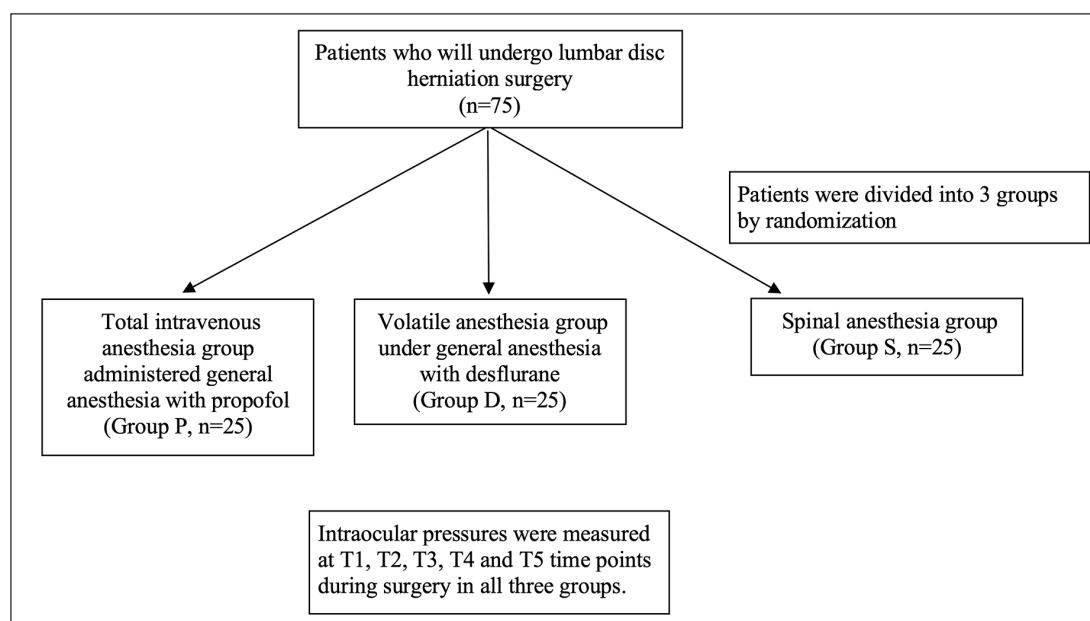 Patients who will undergo lumbar disc
herniation surgery
(n=75)
Patients were divided into 3 groups
by randomization
Total intravenous
anesthesia group
administered general
anesthesia with propofol
(Group P, n=25)
Volatile anesthesia group
under general anesthesia
with desflurane
(Group D, n=25)
Spinal anesthesia group
(Group S, n=25)
Intraocular pressures were measured
at T1, T2, T3, T4 and T5 time points
during surgery in all three groups.